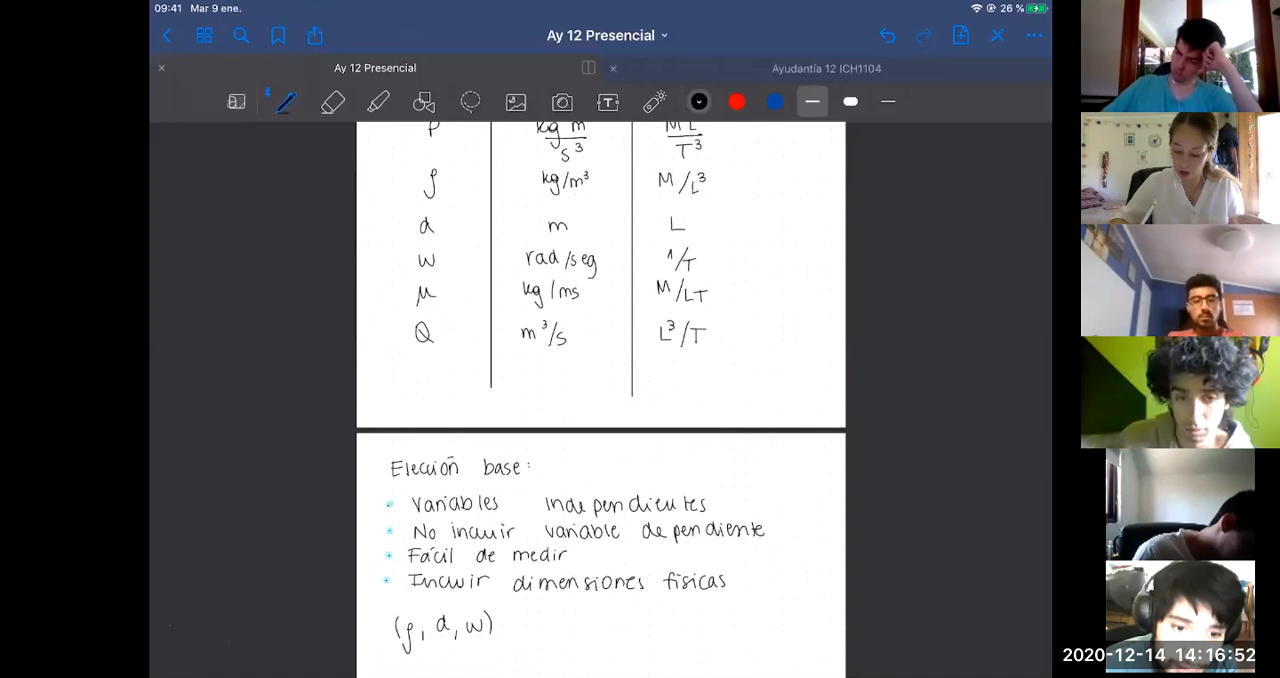 09:41 Mar 9 ene.
26 %
Ay 12 Presencial
Ay 12 Presencial
Ayudantía 12 ICH1104
P kg m / s³ ML / T³
ρ kg/m³ M/L³
d m L
w rad/seg 1/T
μ kg/ms M/LT
Q m³/s L³/T
Elección base:
• Variables independientes
• No incluir variable dependiente
• Fácil de medir
• Incluir dimensiones físicas
(ρ, d, w)
2020-12-14 14:16:52